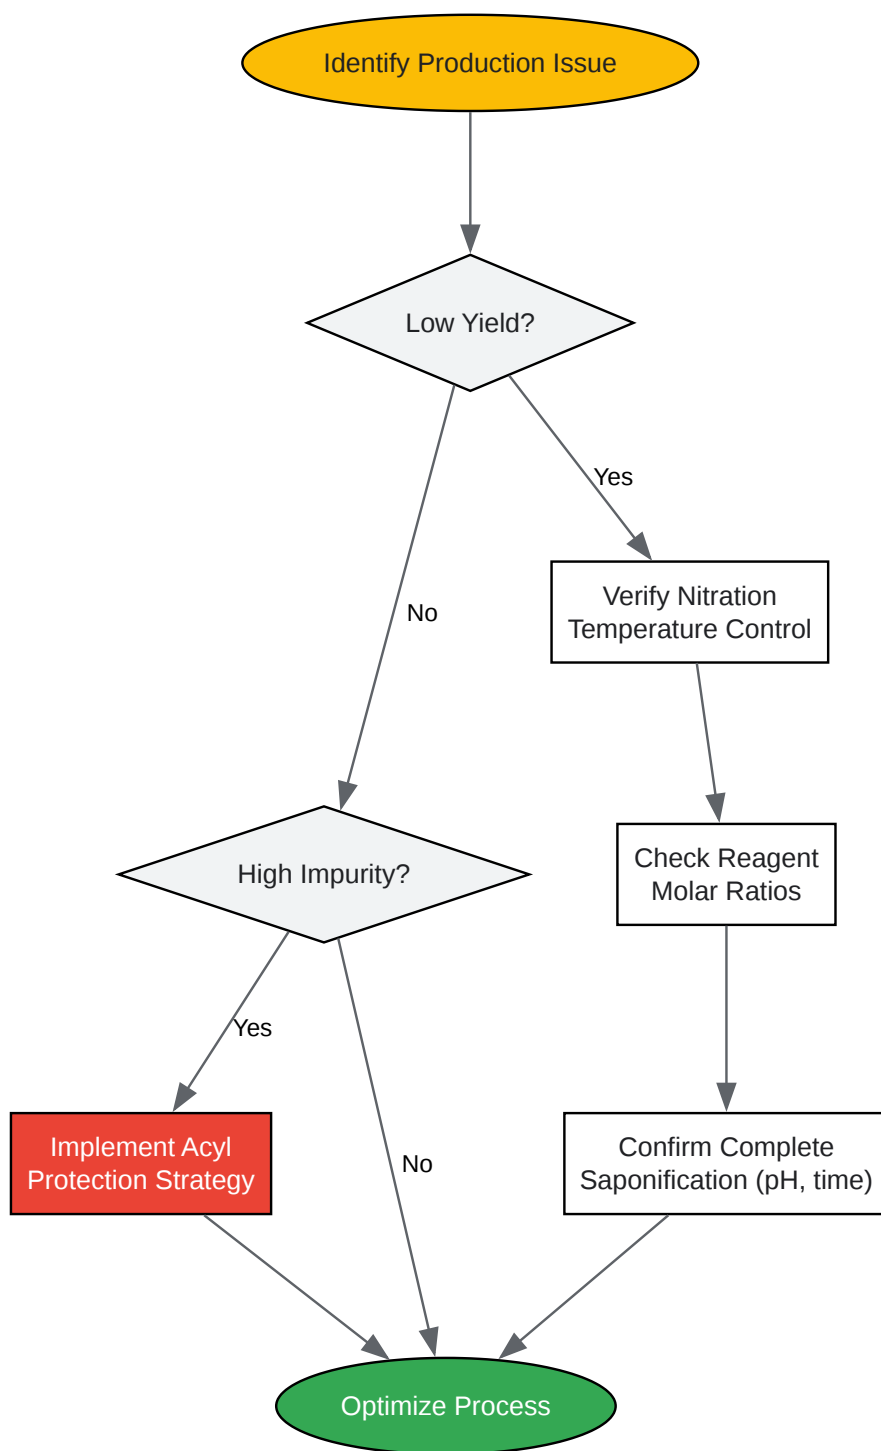 Identify Production Issue
Low Yield?
Yes
Verify Nitration
Temperature Control
No
Check Reagent
Molar Ratios
High Impurity?
Yes
Implement Acyl
Protection Strategy
No
Confirm Complete
Saponification (pH, time)
Optimize Process